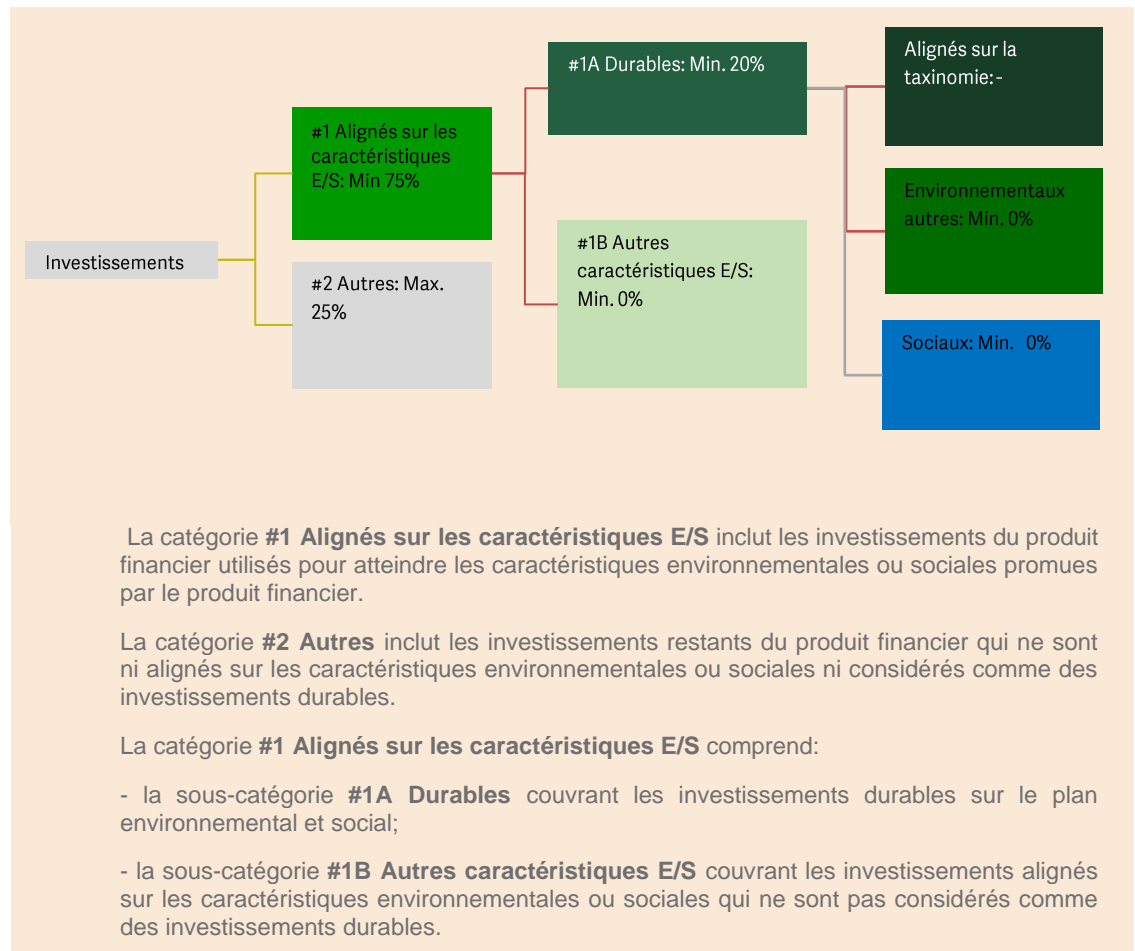 Investissements
#1 Alignés sur les
caractéristiques
E/S: Min 75%
#2 Autres: Max.
25%
#1A Durables: Min. 20%
#1B Autres
caractéristiques E/S:
Min. 0%
Alignés sur la
taxinomie:-
Environnementaux
autres: Min. 0%
Sociaux: Min. 0%
La catégorie #1 Alignés sur les caractéristiques E/S inclut les investissements du produit
financier utilisés pour atteindre les caractéristiques environnementales ou sociales promues
par le produit financier.
La catégorie #2 Autres inclut les investissements restants du produit financier qui ne sont
ni alignés sur les caractéristiques environnementales ou sociales ni considérés comme des
investissements durables.
La catégorie #1 Alignés sur les caractéristiques E/S comprend:
- la sous-catégorie #1A Durables couvrant les investissements durables sur le plan
environnemental et social;
- la sous-catégorie #1B Autres caractéristiques E/S couvrant les investissements alignés
sur les caractéristiques environnementales ou sociales qui ne sont pas considérés comme
des investissements durables.